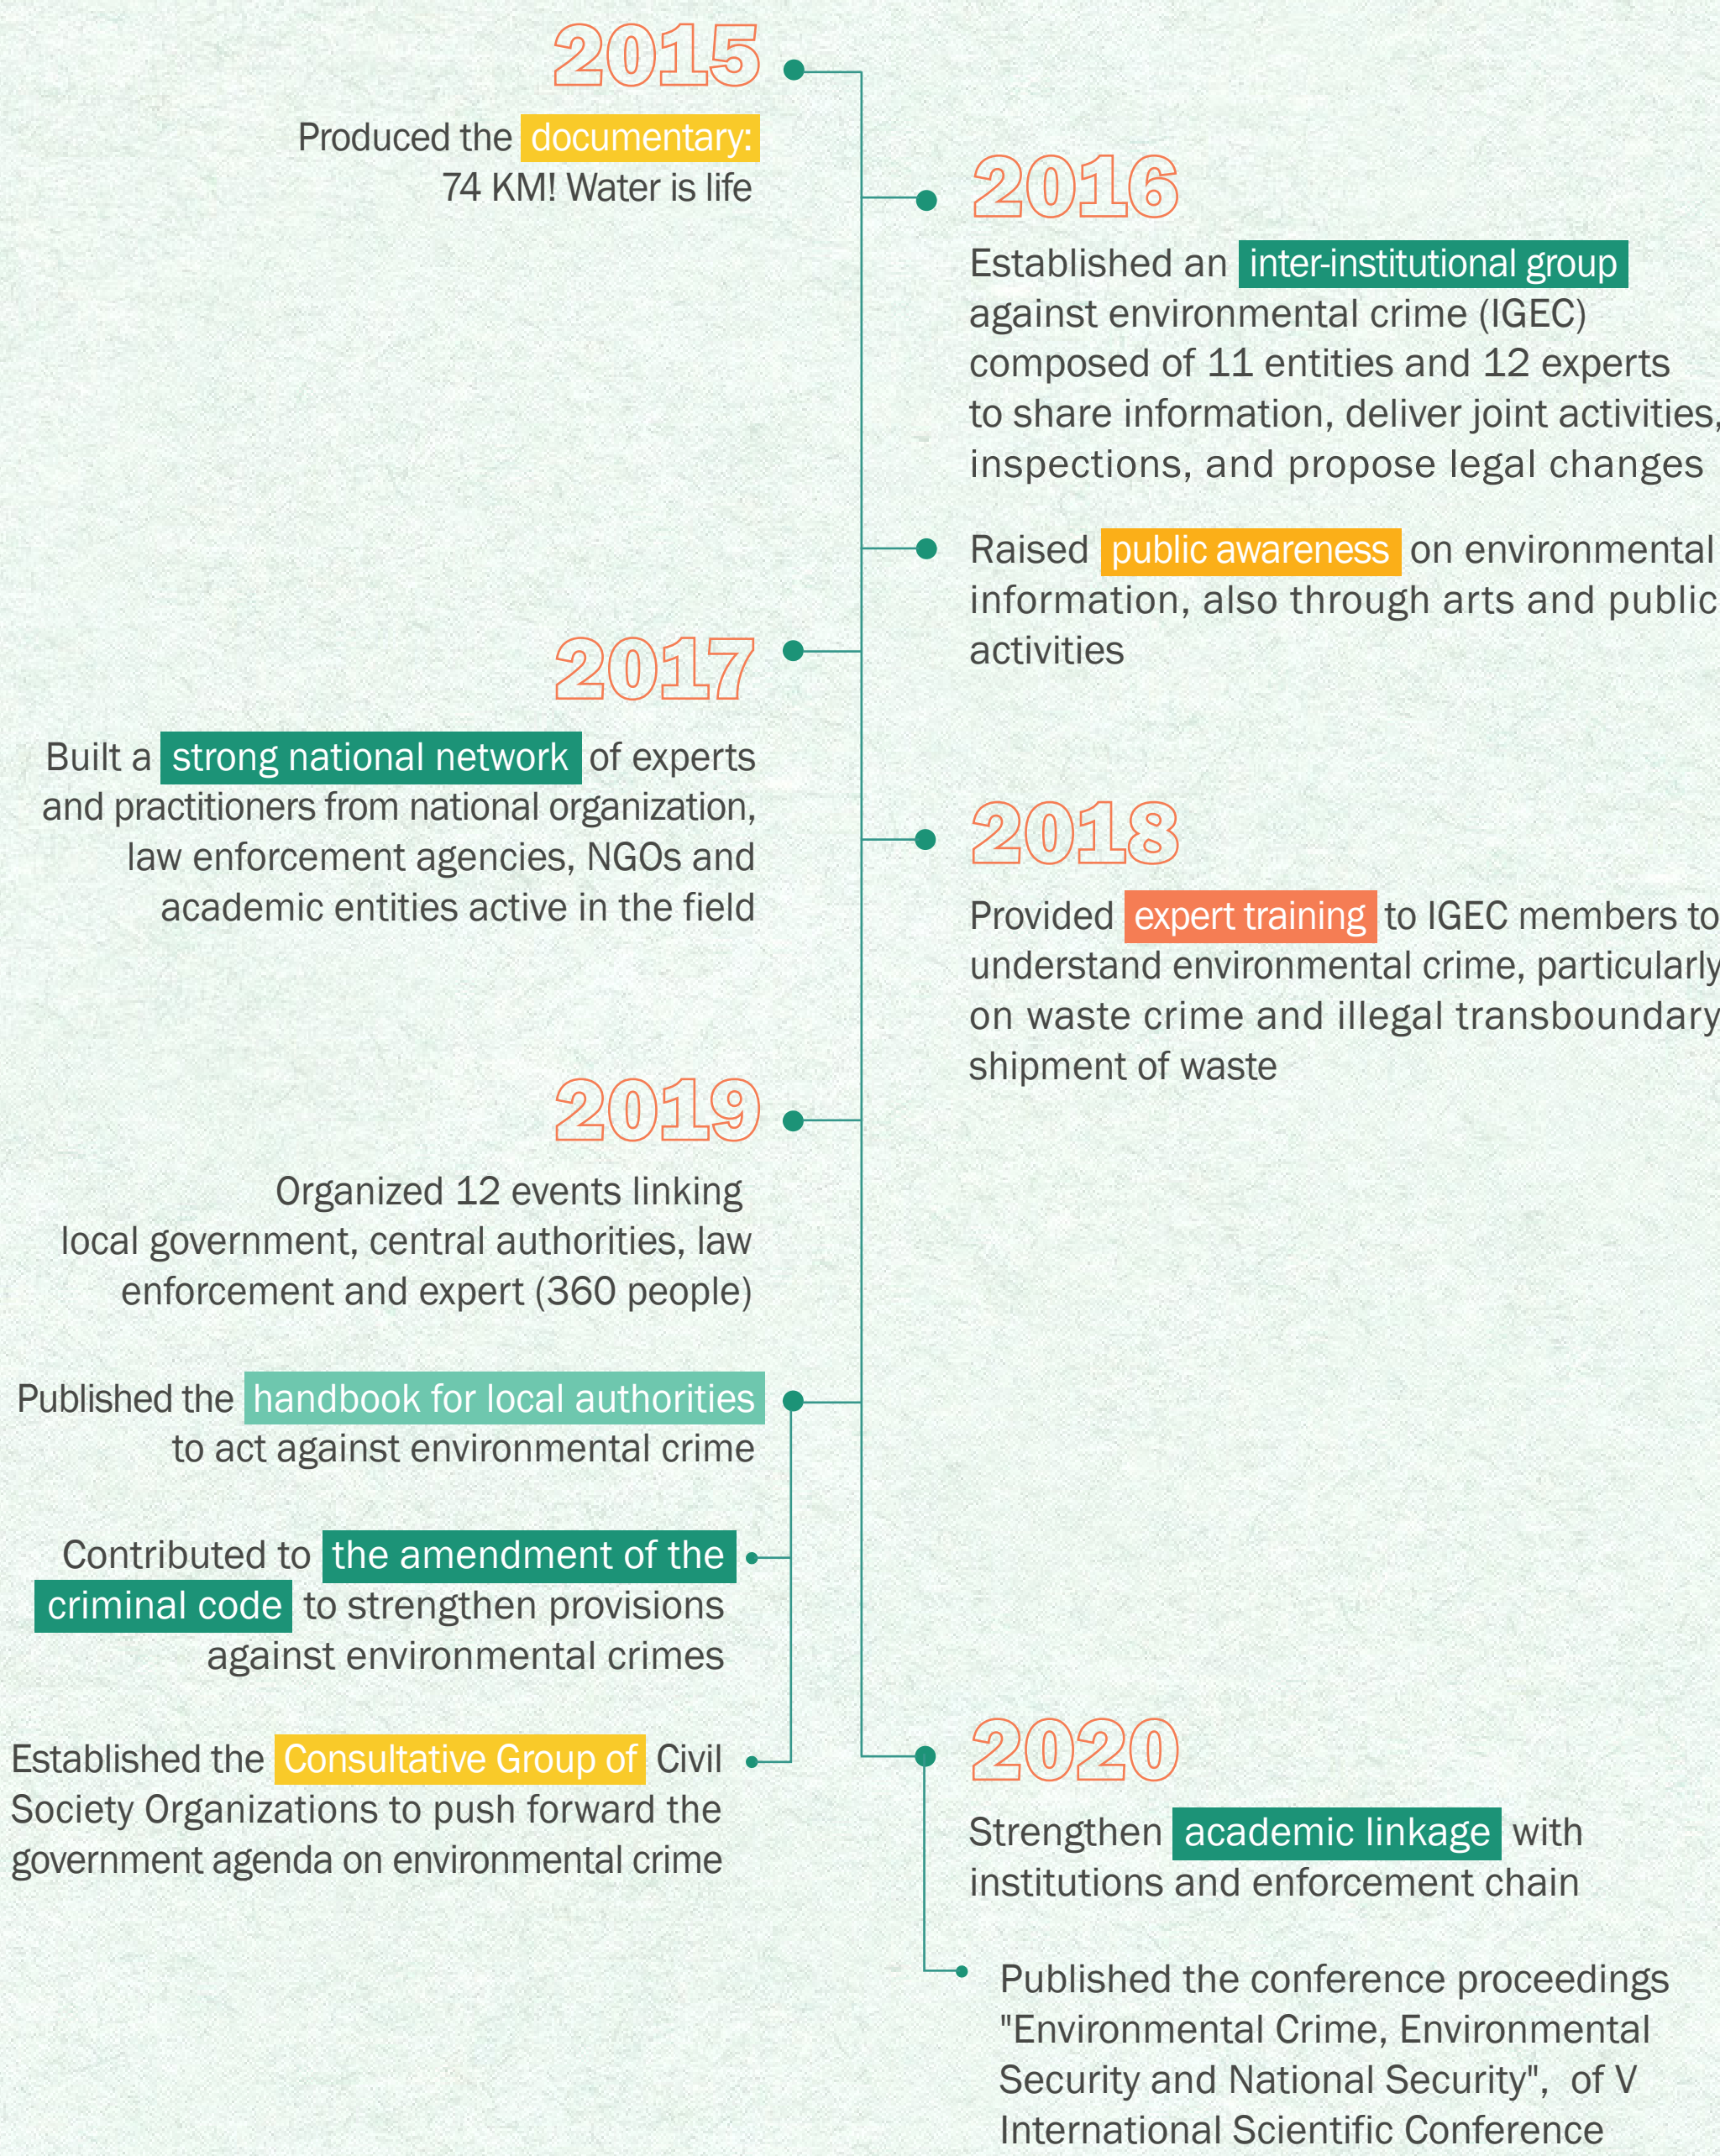 2015
Produced the documentary:
74 KM! Water is life
2016
Established an inter-institutional group
against environmental crime (IGEC)
composed of 11 entities and 12 experts
to share information, deliver joint activities,
inspections, and propose legal changes
Raised public awareness on environmental
information, also through arts and public
activities
2017
Built a strong national network of experts
and practitioners from national organization,
law enforcement agencies, NGOs and
academic entities active in the field
2018
Provided expert training to IGEC members to
understand environmental crime, particularly
on waste crime and illegal transboundary
shipment of waste
2019
Organized 12 events linking
local government, central authorities, law
enforcement and expert (360 people)
Published the handbook for local authorities
to act against environmental crime
Contributed to the amendment of the
criminal code to strengthen provisions
against environmental crimes
Established the Consultative Group of Civil
Society Organizations to push forward the
government agenda on environmental crime
2020
Strengthen academic linkage with
institutions and enforcement chain
Published the conference proceedings
"Environmental Crime, Environmental
Security and National Security",  of V
International Scientific Conference